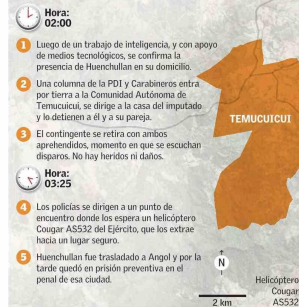 Hora:
02:00
1 Luego de un trabajo de inteligencia, y con apoyo
de medios tecnológicos, se confirma la
presencia de Huenchullan en su domicilio.
2 Una columna de la PDI y Carabineros entra
por tierra a la Comunidad Autónoma de
Temucuicui, se dirige a la casa del imputado
y lo detienen a él y a su pareja.
3 El contingente se retira con ambos
aprehendidos, momento en que se escuchan
disparos. No hay heridos ni daños.
Hora:
03:25
4 Los policías se dirigen a un punto de
encuentro donde los espera un helicóptero
Cougar AS532 del Ejército, que los extrae
hacia un lugar seguro.
5 Huenchullan fue trasladado a Angol y por la
tarde quedó en prisión preventiva en el
penal de esa ciudad.
TEMUCUICUI
N
2 km
Helicóptero
Cougar
AS532